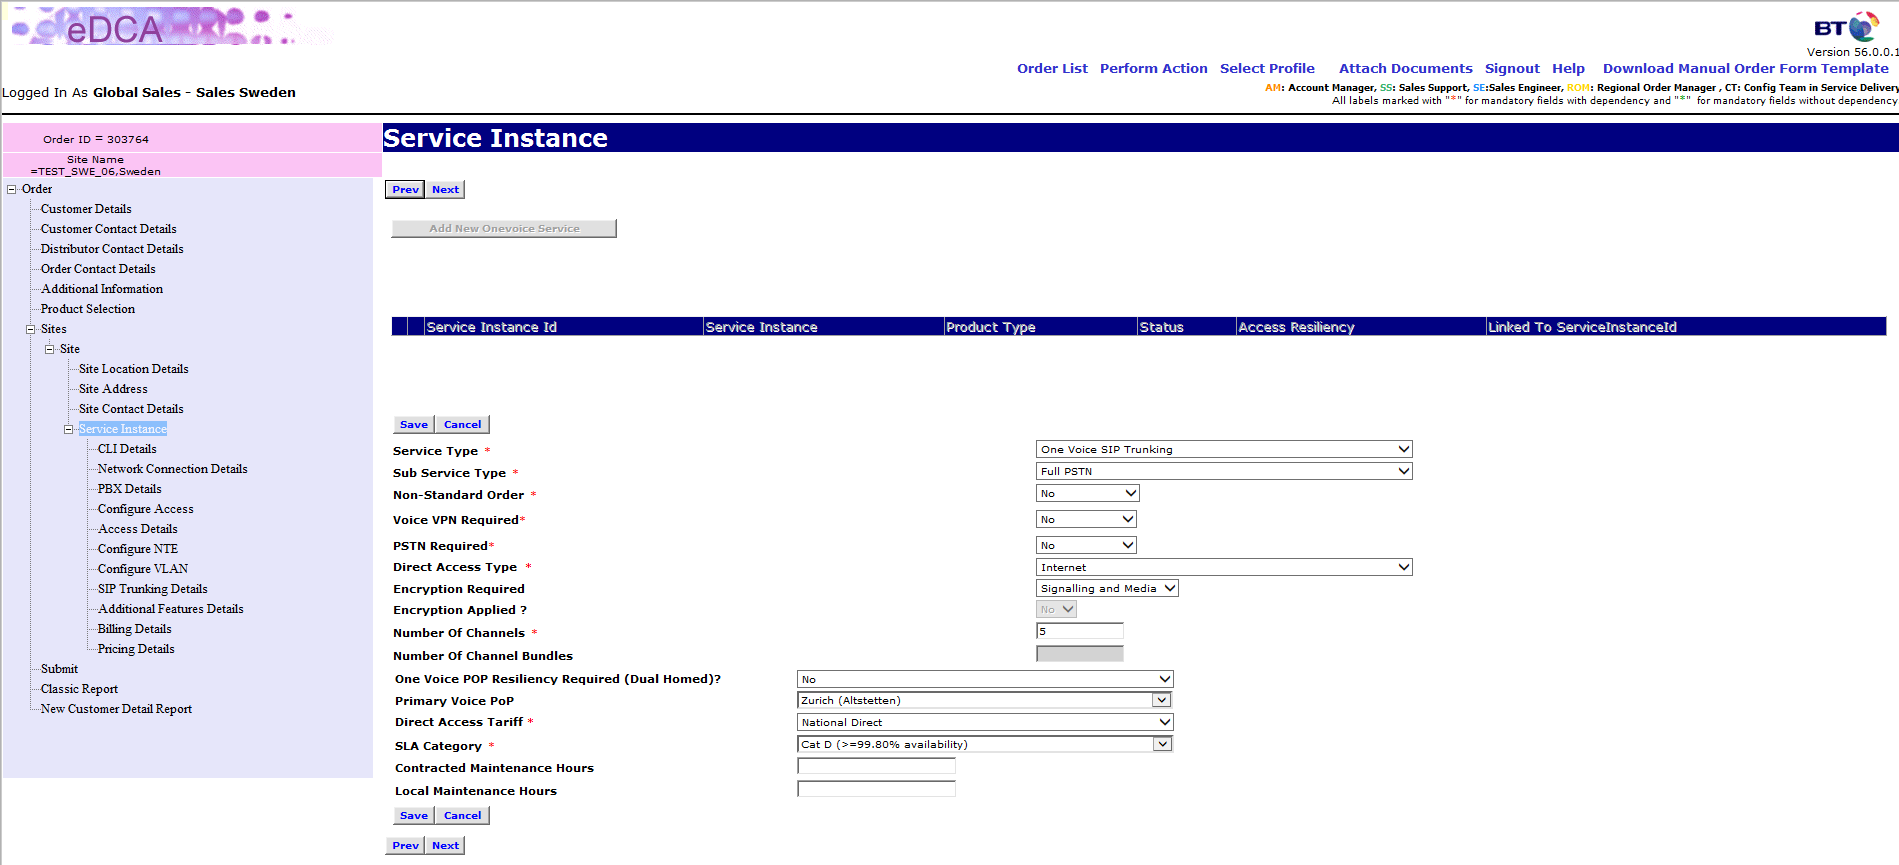 eDCA
BT
Version 56.0.0.1
Order List Perform Action Select Profile Attach Documents Signout Help Download Manual Order Form Template
Logged In As Global Sales - Sales Sweden
AM: Account Manager, SS: Sales Support, SE:Sales Engineer, ROM: Regional Order Manager , CT: Config Team in Service Delivery
All labels marked with "*" for mandatory fields with dependency and "*" for mandatory fields without dependency
Order ID = 303764
Site Name
=TEST_SWE_06,Sweden
Order
Customer Details
Customer Contact Details
Distributor Contact Details
Order Contact Details
Additional Information
Product Selection
Sites
Site
Site Location Details
Site Address
Site Contact Details
Service Instance
CLI Details
Network Connection Details
PBX Details
Configure Access
Access Details
Configure NTE
Configure VLAN
SIP Trunking Details
Additional Features Details
Billing Details
Pricing Details
Submit
Classic Report
New Customer Detail Report
Service Instance
Prev Next
Add New Onevoice Service
Service Instance Id Service Instance Product Type Status Access Resiliency Linked To ServiceInstanceId
Save Cancel
Service Type * One Voice SIP Trunking
Sub Service Type * Full PSTN
Non-Standard Order * No
Voice VPN Required* No
PSTN Required* No
Direct Access Type * Internet
Encryption Required Signalling and Media
Encryption Applied ? No
Number Of Channels * 5
Number Of Channel Bundles
One Voice POP Resiliency Required (Dual Homed)? No
Primary Voice PoP Zurich (Altstetten)
Direct Access Tariff * National Direct
SLA Category * Cat D (>=99.80% availability)
Contracted Maintenance Hours
Local Maintenance Hours
Save Cancel
Prev Next